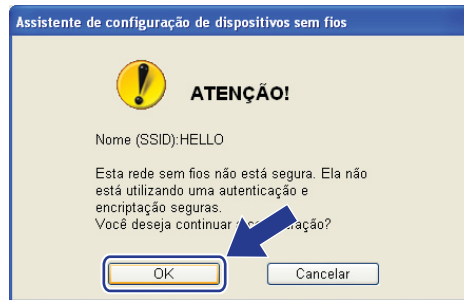 Assistente de configuração de dispositivos sem fios
ATENÇÃO!
Nome (SSID):HELLO
Esta rede sem fios não está segura. Ela não
está utilizando uma autenticação e
encriptação seguras.
Você deseja continuar a configuração?
OK
Cancelar